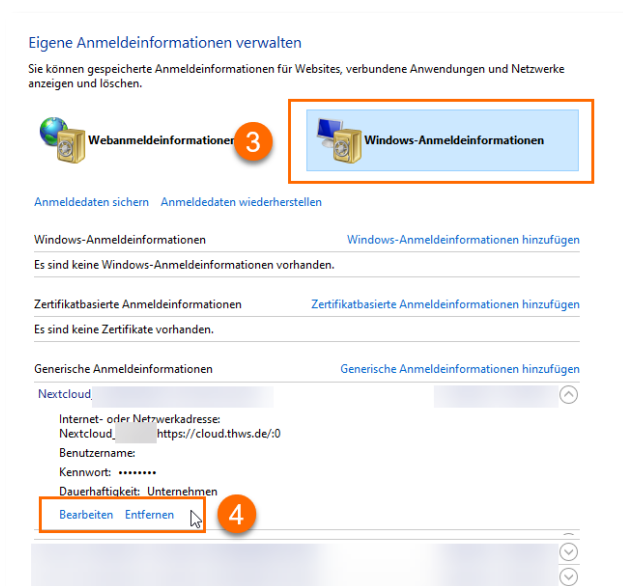 Eigene Anmeldeinformationen verwalten
Sie können gespeicherte Anmeldeinformationen für Websites, verbundene Anwendungen und Netzwerke
anzeigen und löschen.
Webanmeldeinformationen 3 Windows-Anmeldeinformationen
Anmeldedaten sichern Anmeldedaten wiederherstellen
Windows-Anmeldeinformationen Windows-Anmeldeinformationen hinzufügen
Es sind keine Windows-Anmeldeinformationen vorhanden.
Zertifikatbasierte Anmeldeinformationen Zertifikatbasierte Anmeldeinformationen hinzufügen
Es sind keine Zertifikate vorhanden.
Generische Anmeldeinformationen Generische Anmeldeinformationen hinzufügen
Nextcloud_
Internet- oder Netzwerkadresse:
Nextcloud_ https://cloud.thws.de/:0
Benutzername:
Kennwort: ••••••••
Dauerhaftigkeit: Unternehmen
Bearbeiten Entfernen 4